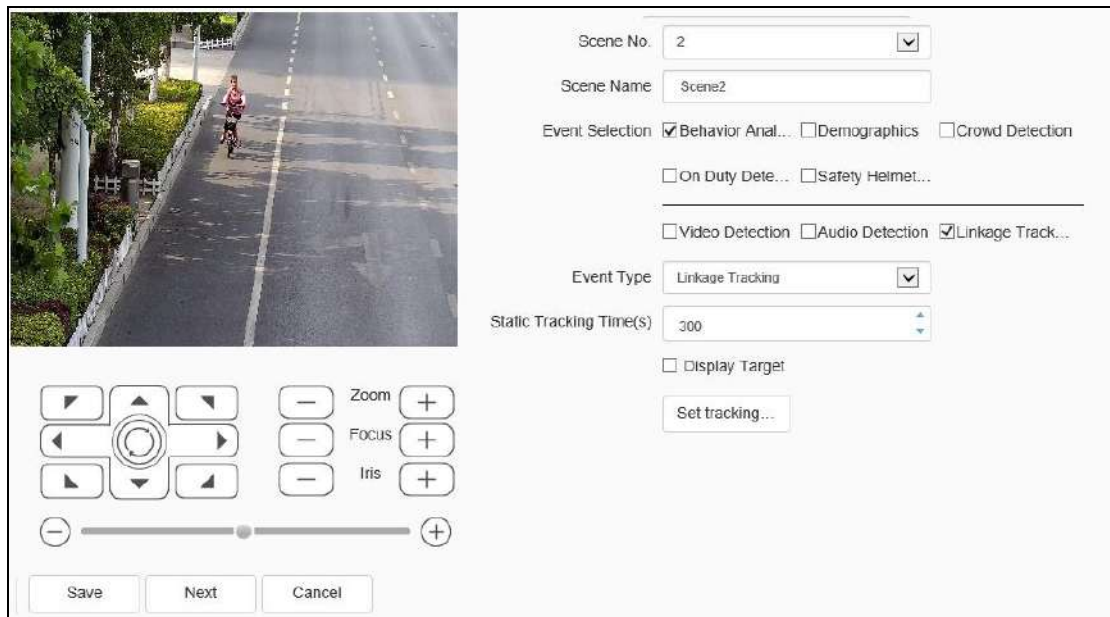 Scene No. 2
Scene Name Scene2
Event Selection Behavior Anal... Demographics Crowd Detection
On Duty Dete... Safety Helmet...
Video Detection Audio Detection Linkage Track...
Event Type Linkage Tracking
Static Tracking Time(s) 300
Display Target
Set tracking...
Zoom
Focus
Iris
Save Next Cancel